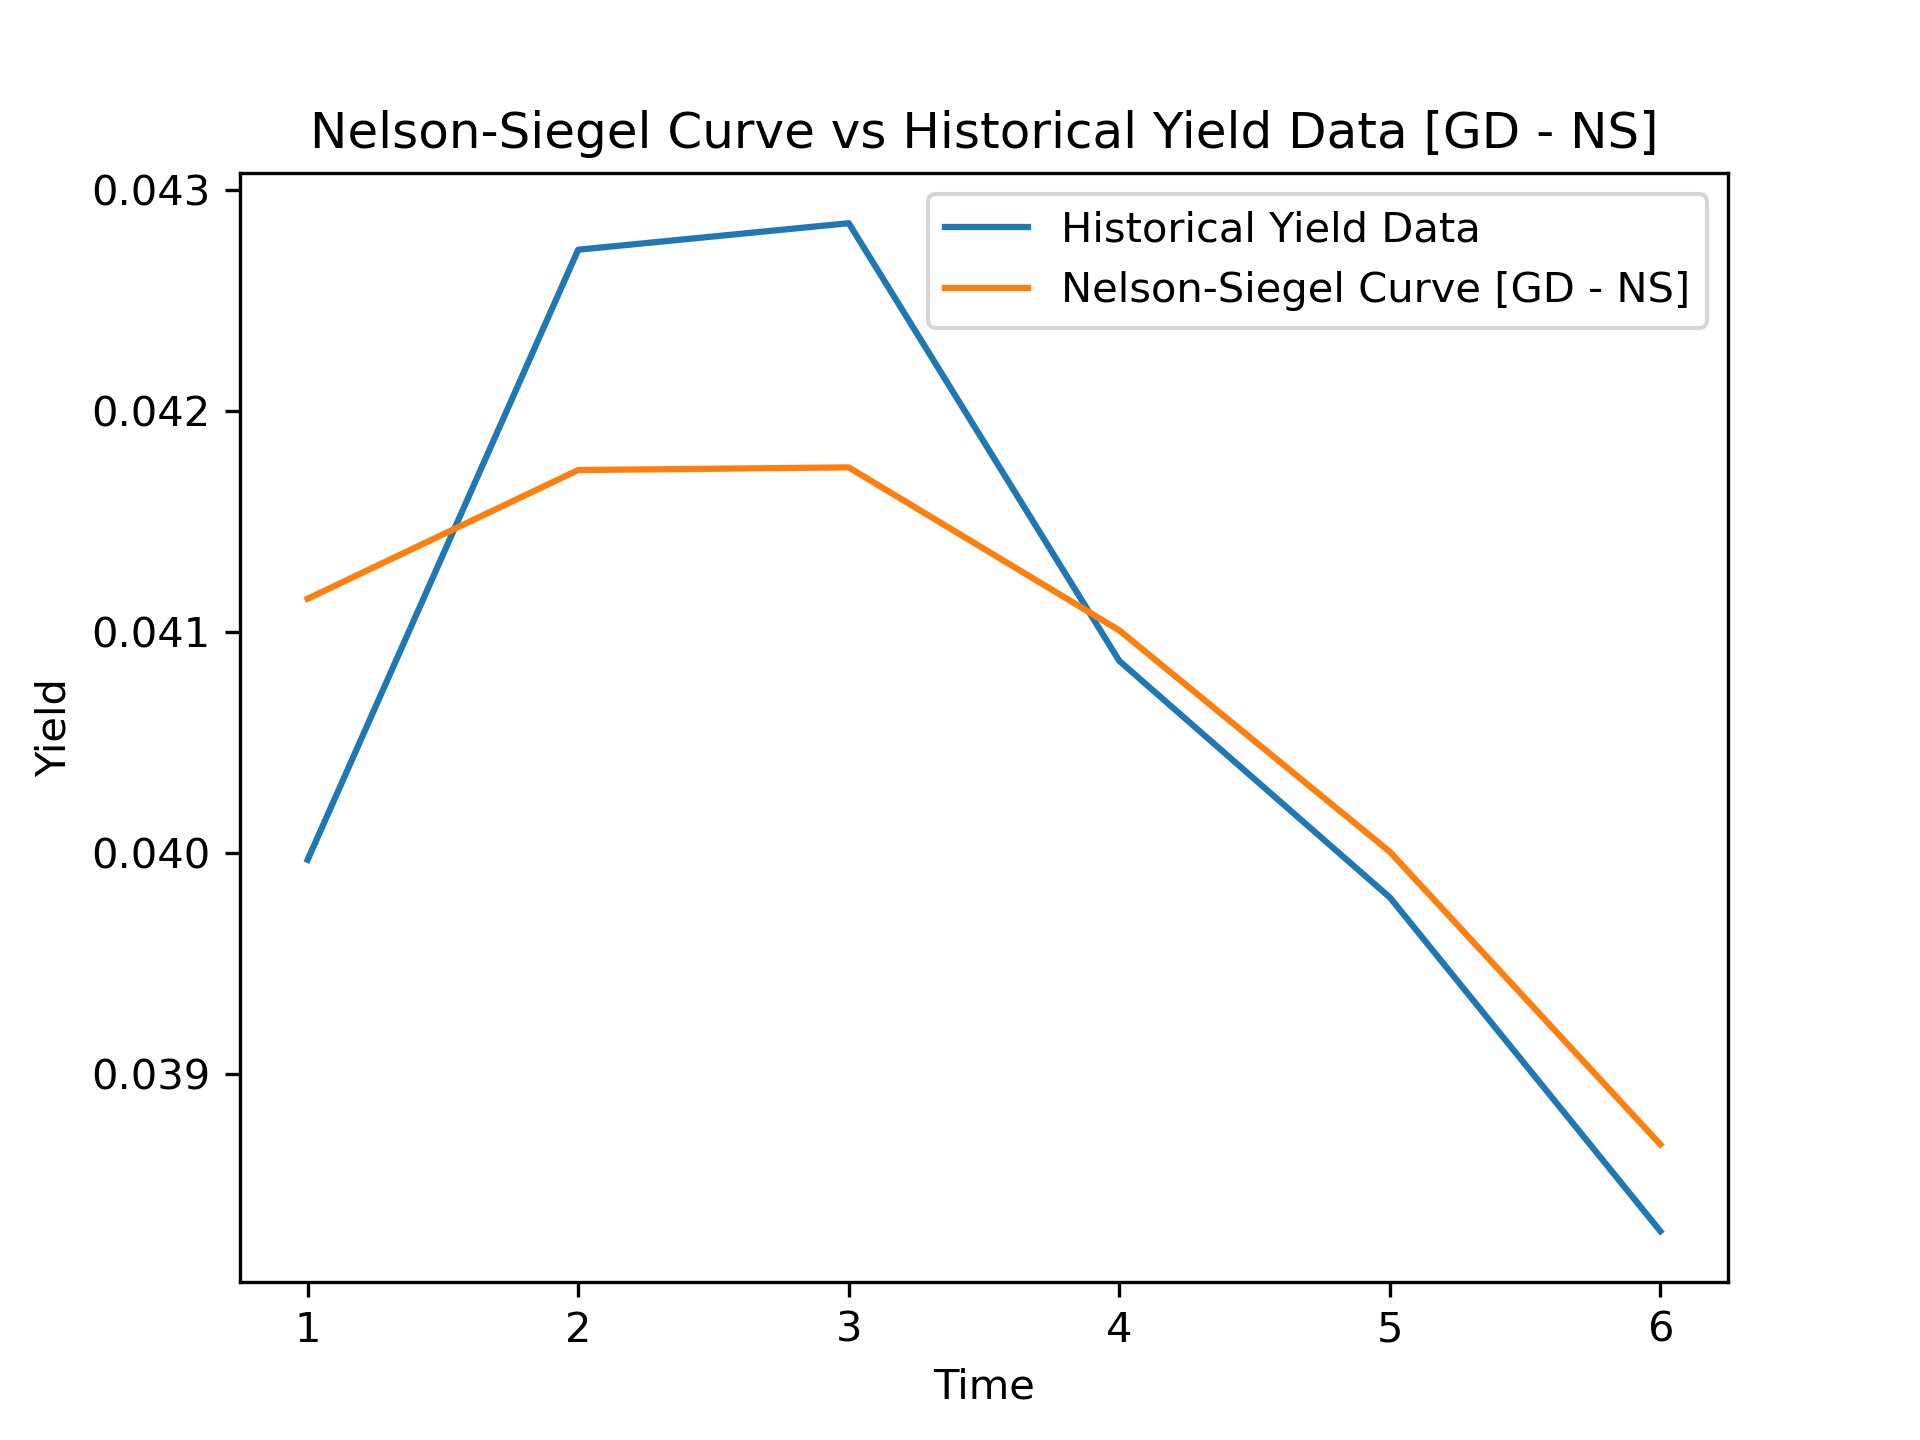 Nelson-Siegel Curve vs Historical Yield Data [GD - NS]
Historical Yield Data
Nelson-Siegel Curve [GD - NS]
0.043
0.042
0.041
0.040
0.039
Yield
1 2 3 4 5 6
Time